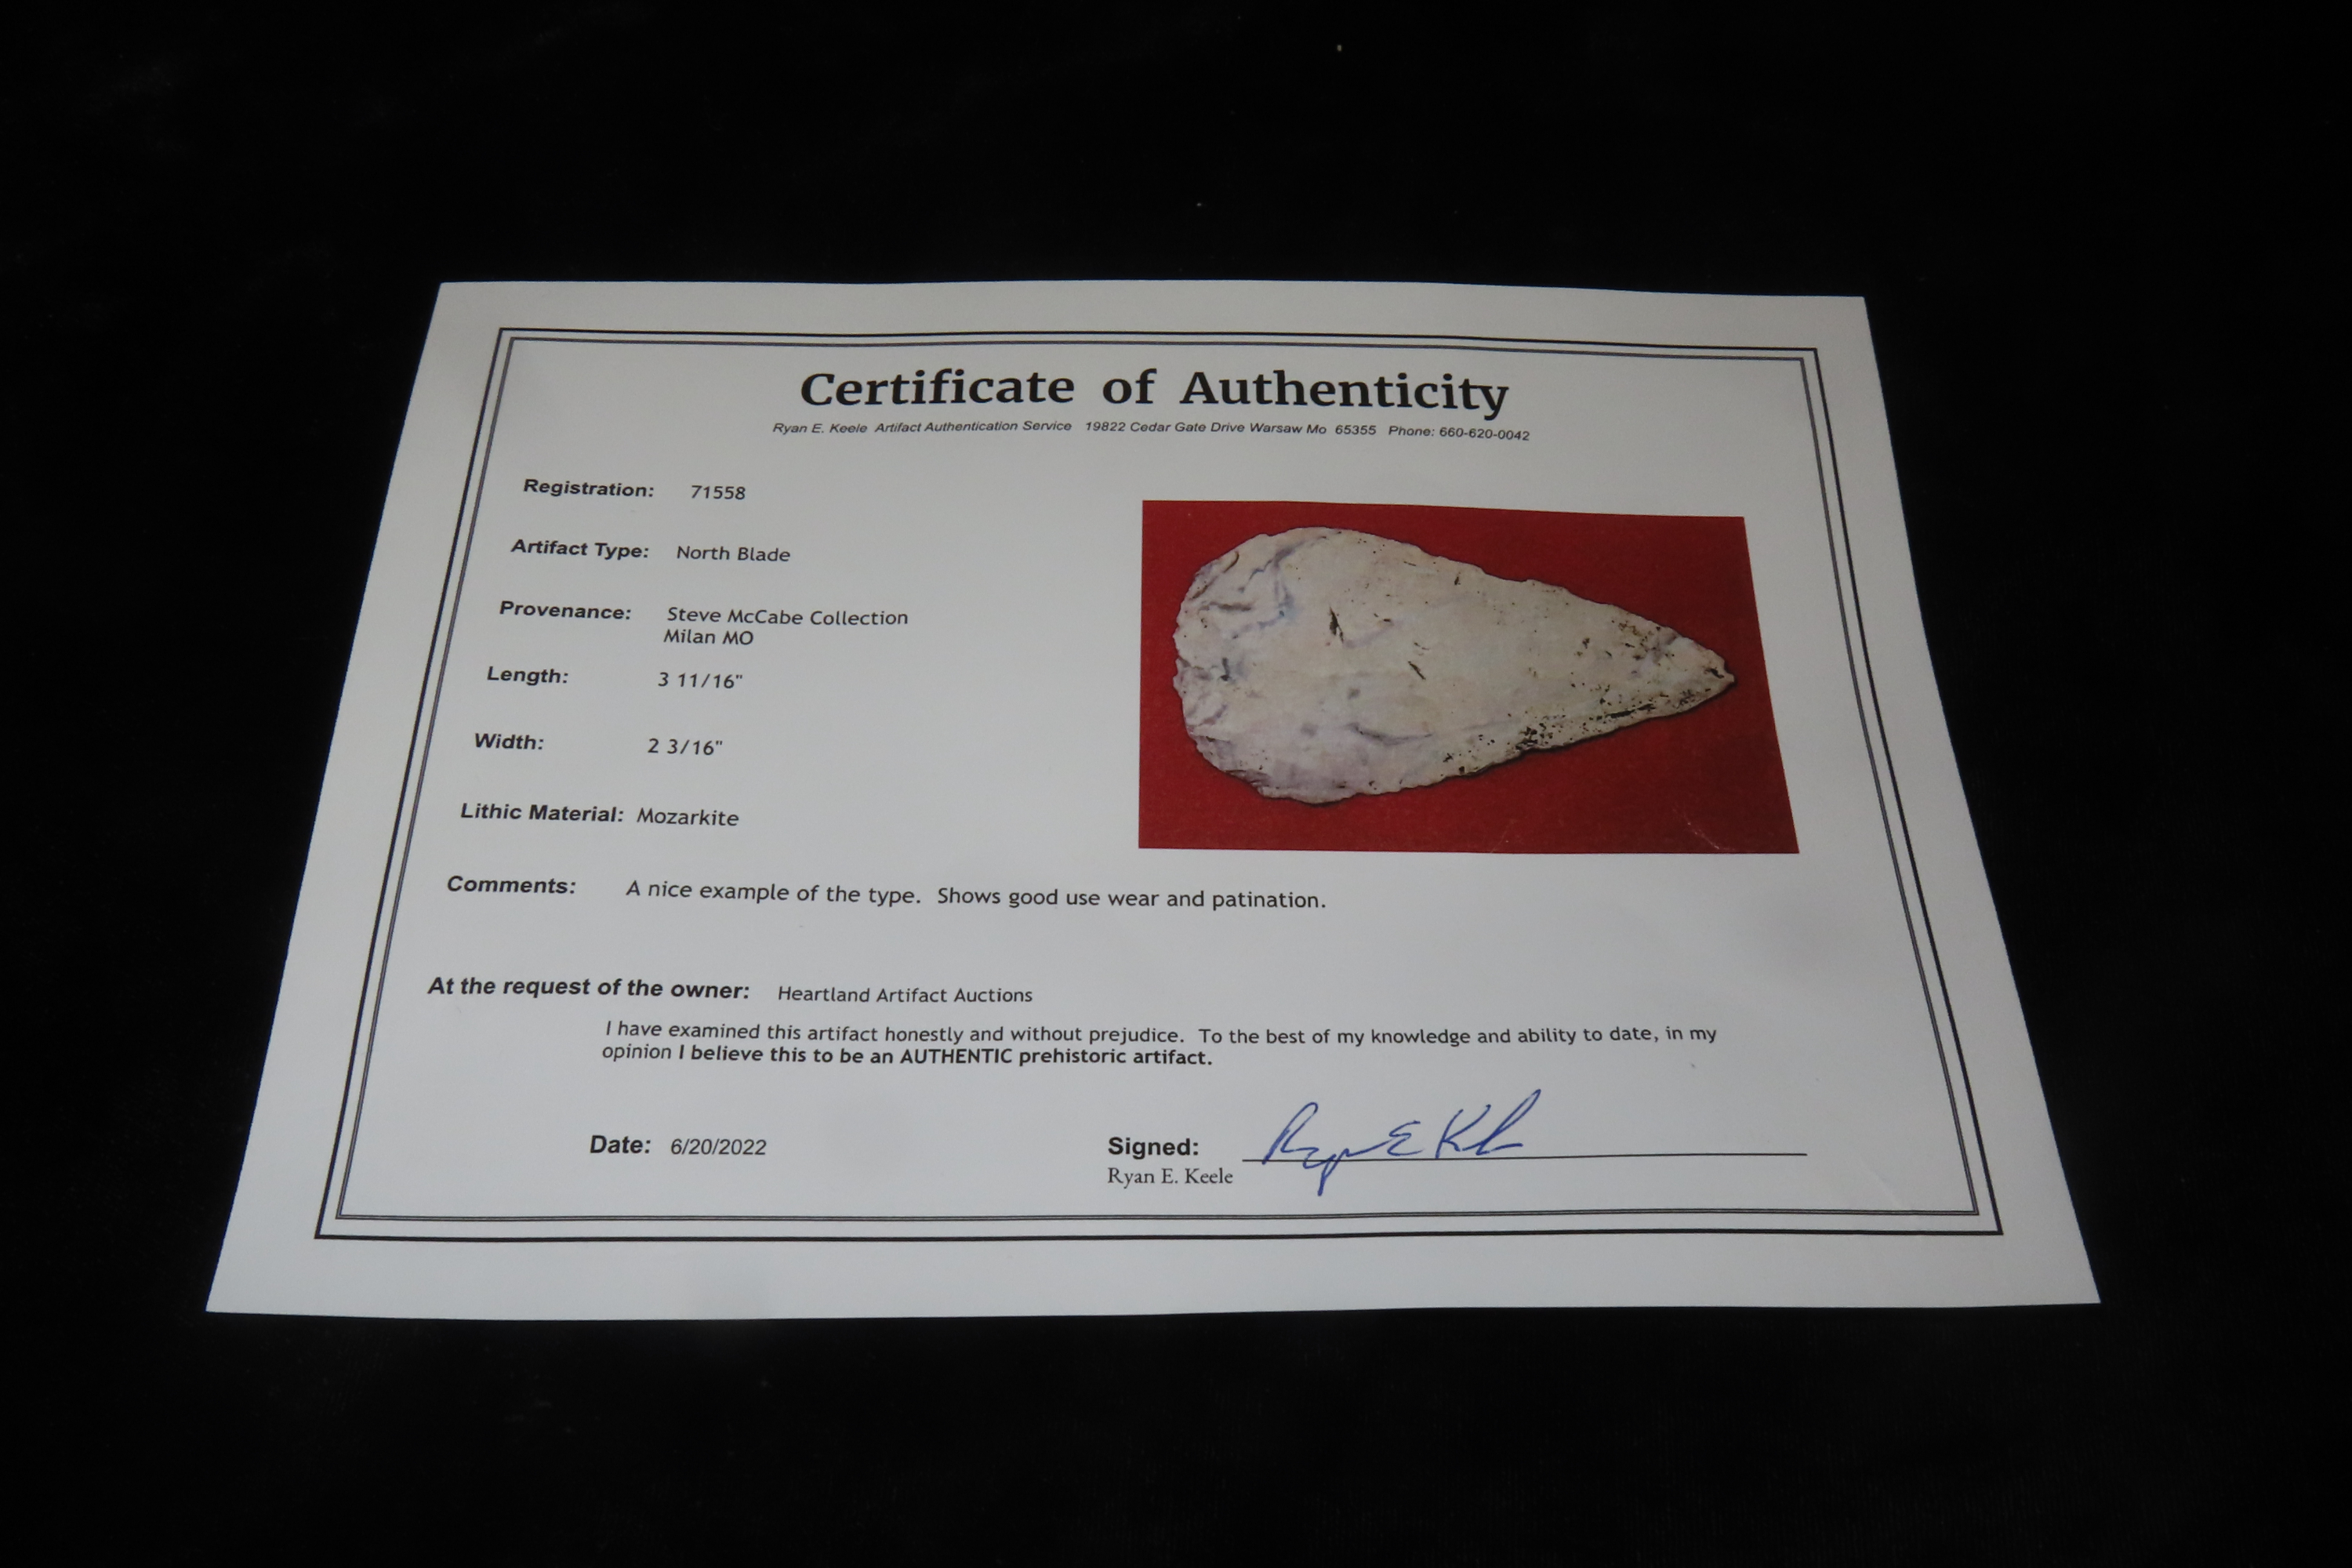 Certificate of Authenticity
Ryan E. Keele Artifact Authentication Service 19822 Cedar Gate Drive Warsaw Mo 65355 Phone: 660-620-0042
Registration: 71558
Artifact Type: North Blade
Provenance: Steve McCabe Collection
Milan MO
Length: 3 11/16"
Width: 2 3/16"
Lithic Material: Mozarkite
Comments: A nice example of the type. Shows good use wear and patination.
At the request of the owner: Heartland Artifact Auctions
I have examined this artifact honestly and without prejudice. To the best of my knowledge and ability to date, in my
opinion I believe this to be an AUTHENTIC prehistoric artifact.
Date: 6/20/2022
Signed:
Ryan E. Keele